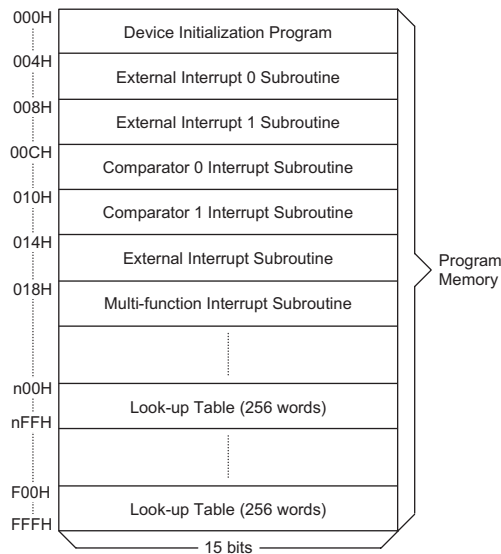 000H
Device Initialization Program
004H
External Interrupt 0 Subroutine
008H
External Interrupt 1 Subroutine
00CH
Comparator 0 Interrupt Subroutine
010H
Comparator 1 Interrupt Subroutine
014H
External Interrupt Subroutine
018H
Multi-function Interrupt Subroutine
Program
Memory
n00H
Look-up Table (256 words)
nFFH
F00H
Look-up Table (256 words)
FFFH
15 bits